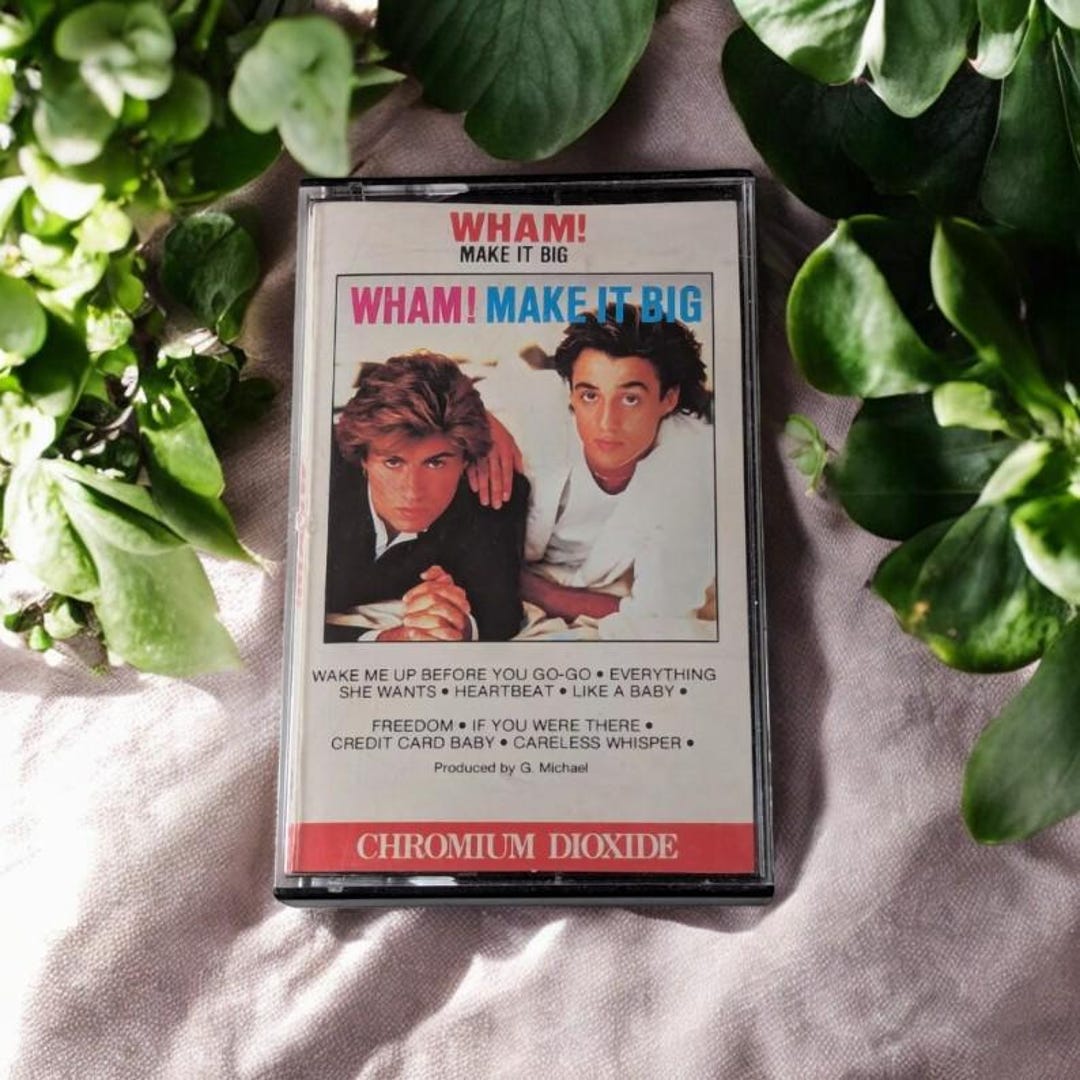 WHAM!
MAKE IT BIG
WHAM! MAKE IT BIG
WAKE ME UP BEFORE YOU GO-GO • EVERYTHING
SHE WANTS • HEARTBEAT • LIKE A BABY •
FREEDOM • IF YOU WERE THERE •
CREDIT CARD BABY • CARELESS WHISPER •
Produced by G. Michael
CHROMIUM DIOXIDE